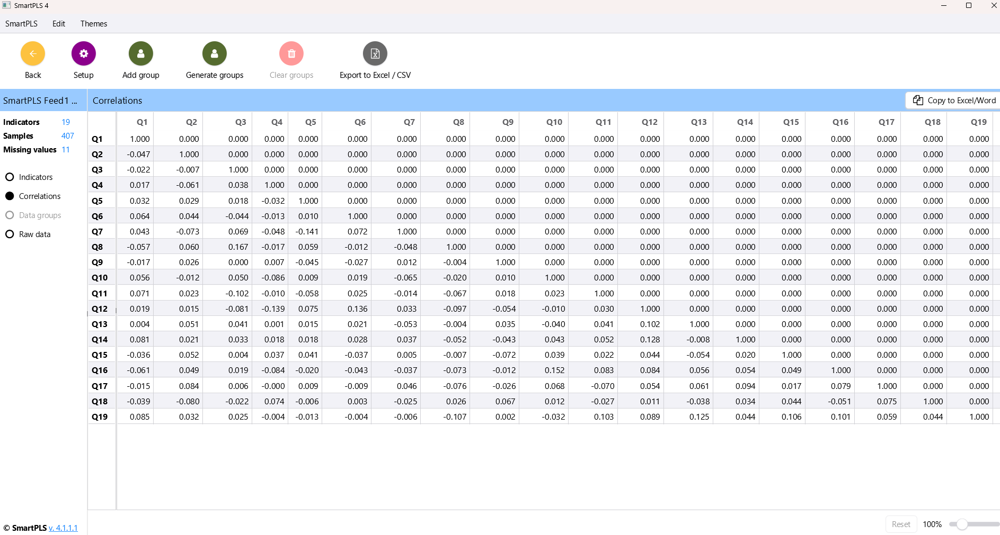 SmartPLS 4
SmartPLS Edit Themes
Back Setup Add group Generate groups Clear groups Export to Excel / CSV
SmartPLS Feed1 ... Correlations Copy to Excel/Word
Indicators 19
Samples 407
Missing values 11
Indicators
Correlations
Data groups
Raw data
Q1 Q2 Q3 Q4 Q5 Q6 Q7 Q8 Q9 Q10 Q11 Q12 Q13 Q14 Q15 Q16 Q17 Q18 Q19
Q1 1.000 0.000 0.000 0.000 0.000 0.000 0.000 0.000 0.000 0.000 0.000 0.000 0.000 0.000 0.000 0.000 0.000 0.000 0.000
Q2 -0.047 1.000 0.000 0.000 0.000 0.000 0.000 0.000 0.000 0.000 0.000 0.000 0.000 0.000 0.000 0.000 0.000 0.000 0.000
Q3 -0.022 -0.007 1.000 0.000 0.000 0.000 0.000 0.000 0.000 0.000 0.000 0.000 0.000 0.000 0.000 0.000 0.000 0.000 0.000
Q4 0.017 -0.061 0.038 1.000 0.000 0.000 0.000 0.000 0.000 0.000 0.000 0.000 0.000 0.000 0.000 0.000 0.000 0.000 0.000
Q5 0.032 0.029 0.018 -0.032 1.000 0.000 0.000 0.000 0.000 0.000 0.000 0.000 0.000 0.000 0.000 0.000 0.000 0.000 0.000
Q6 0.064 0.044 -0.044 -0.013 0.010 1.000 0.000 0.000 0.000 0.000 0.000 0.000 0.000 0.000 0.000 0.000 0.000 0.000 0.000
Q7 0.043 -0.073 0.069 -0.048 -0.141 0.072 1.000 0.000 0.000 0.000 0.000 0.000 0.000 0.000 0.000 0.000 0.000 0.000 0.000
Q8 -0.057 0.060 0.167 -0.017 0.059 -0.012 -0.048 1.000 0.000 0.000 0.000 0.000 0.000 0.000 0.000 0.000 0.000 0.000 0.000
Q9 -0.017 0.026 0.000 0.007 -0.045 -0.027 0.012 -0.004 1.000 0.000 0.000 0.000 0.000 0.000 0.000 0.000 0.000 0.000 0.000
Q10 0.056 -0.012 0.050 -0.086 0.009 0.019 -0.065 -0.020 0.010 1.000 0.000 0.000 0.000 0.000 0.000 0.000 0.000 0.000 0.000
Q11 0.071 0.023 -0.102 -0.010 -0.058 0.025 -0.014 -0.067 0.018 0.023 1.000 0.000 0.000 0.000 0.000 0.000 0.000 0.000 0.000
Q12 0.019 0.015 -0.081 -0.139 0.075 0.136 0.033 -0.097 -0.054 -0.010 0.030 1.000 0.000 0.000 0.000 0.000 0.000 0.000 0.000
Q13 0.004 0.051 0.041 0.001 0.015 0.021 -0.053 -0.004 0.035 -0.040 0.041 0.102 1.000 0.000 0.000 0.000 0.000 0.000 0.000
Q14 0.081 0.021 0.033 0.018 0.018 0.028 0.037 -0.052 -0.043 0.043 0.052 0.128 -0.008 1.000 0.000 0.000 0.000 0.000 0.000
Q15 -0.036 0.052 0.004 0.037 0.041 -0.037 0.005 -0.007 -0.072 0.039 0.022 0.044 -0.054 0.020 1.000 0.000 0.000 0.000 0.000
Q16 -0.061 0.049 0.019 -0.084 -0.020 -0.043 -0.037 -0.073 -0.012 0.152 0.083 0.084 0.056 0.054 0.049 1.000 0.000 0.000 0.000
Q17 -0.015 0.084 0.006 -0.000 0.009 -0.009 0.046 -0.076 -0.026 0.068 -0.070 0.054 0.061 0.094 0.017 0.079 1.000 0.000 0.000
Q18 -0.039 -0.080 -0.022 0.074 -0.006 0.003 -0.025 0.026 0.067 0.012 -0.027 0.011 -0.038 0.034 0.044 -0.051 0.075 1.000 0.000
Q19 0.085 0.032 0.025 -0.004 -0.013 -0.004 -0.006 -0.107 0.002 -0.032 0.103 0.089 0.125 0.044 0.106 0.101 0.059 0.044 1.000
© SmartPLS v. 4.1.1.1
Reset 100%